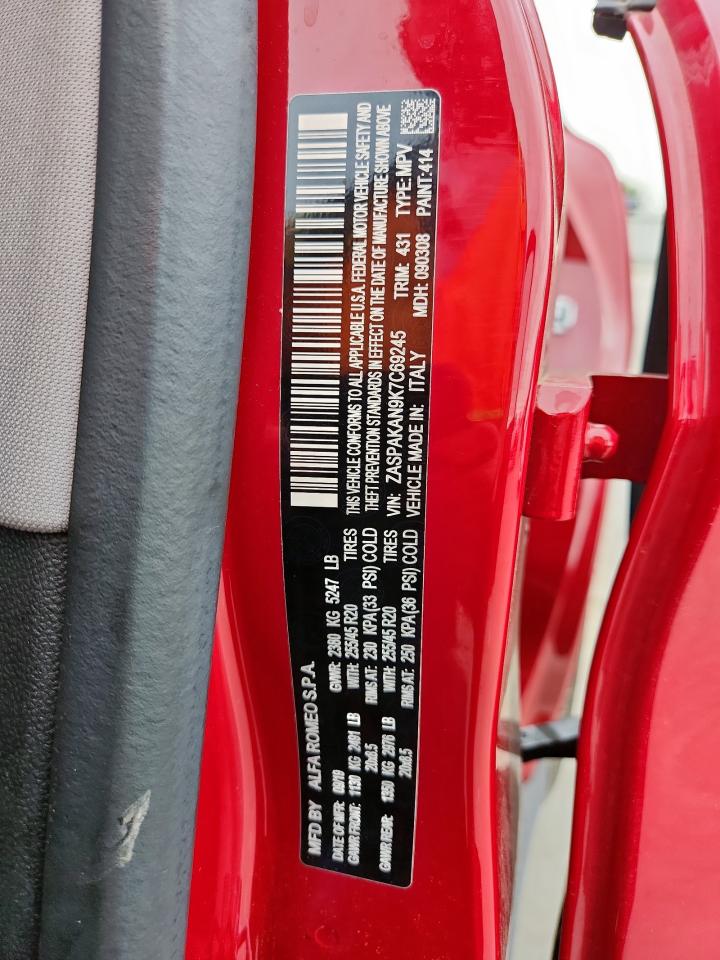 MFD BY ALFA ROMEO S.P.A.
DATE OF MFR: 09/19 GVWR: 2380 KG 5247 LB
GAWR FRONT: 1130 KG 2491 LB WITH: 255/45 R20 TIRES
20x8.5 RIMS AT: 230 KPA(33 PSI) COLD
GAWR REAR: 1350 KG 2976 LB WITH: 255/45 R20 TIRES
20x8.5 RIMS AT: 250 KPA(36 PSI) COLD
THIS VEHICLE CONFORMS TO ALL APPLICABLE U.S.A. FEDERAL MOTOR VEHICLE SAFETY AND
THEFT PREVENTION STANDARDS IN EFFECT ON THE DATE OF MANUFACTURE SHOWN ABOVE
VIN: ZASPAKAN9K7C69245 TRIM: 431 TYPE: MPV
VEHICLE MADE IN: ITALY MDH: 090308 PAINT: 414